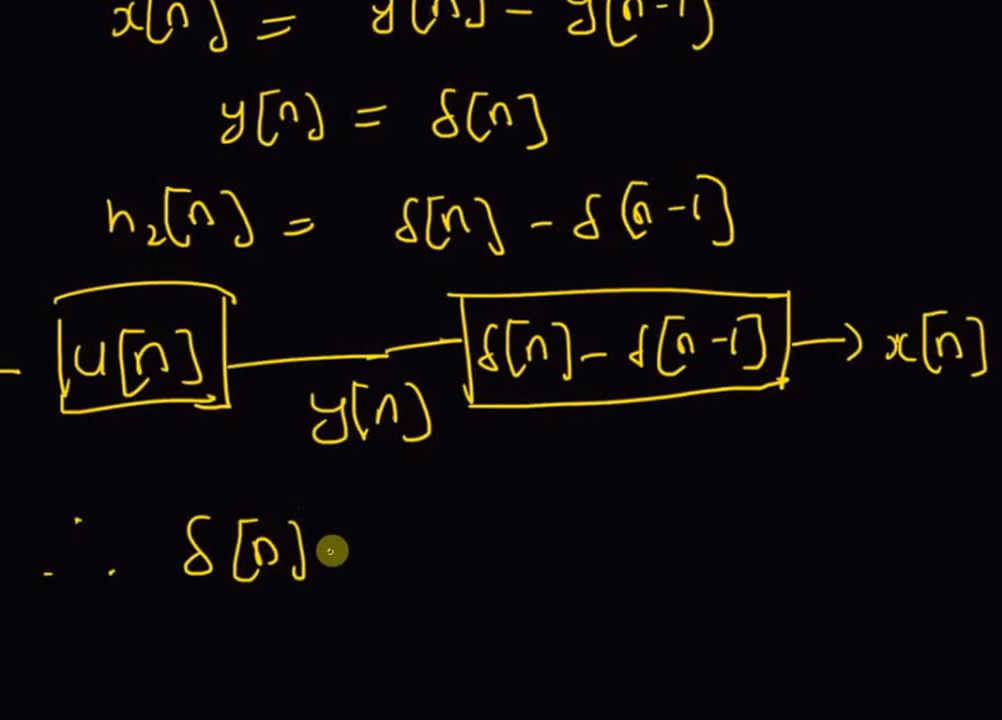 x[n] = y[n] - y[n-1]
y[n] = δ[n]
h₂[n] = δ[n] - δ[n-1]
u[n] y[n] δ[n] - δ[n-1] → x[n]
∴ δ[n]